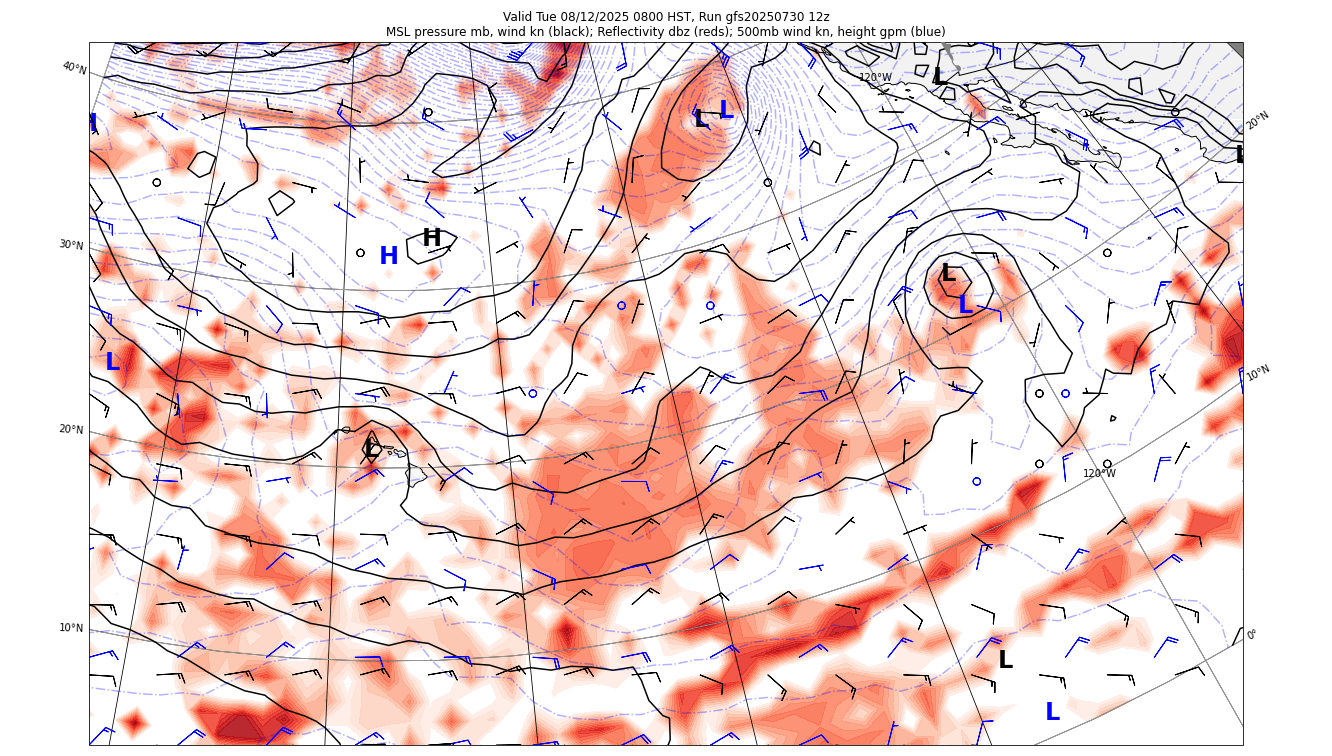 Valid Tue 08/12/2025 0800 HST, Run gfs20250730 12z
MSL pressure mb, wind kn (black); Reflectivity dbz (reds); 500mb wind kn, height gpm (blue)
40°N
120°W
L
20°N
H
L
L
L
30°N
H
H
L
L
L
10°N
20°N
L
120°W
10°N
0°
L
L